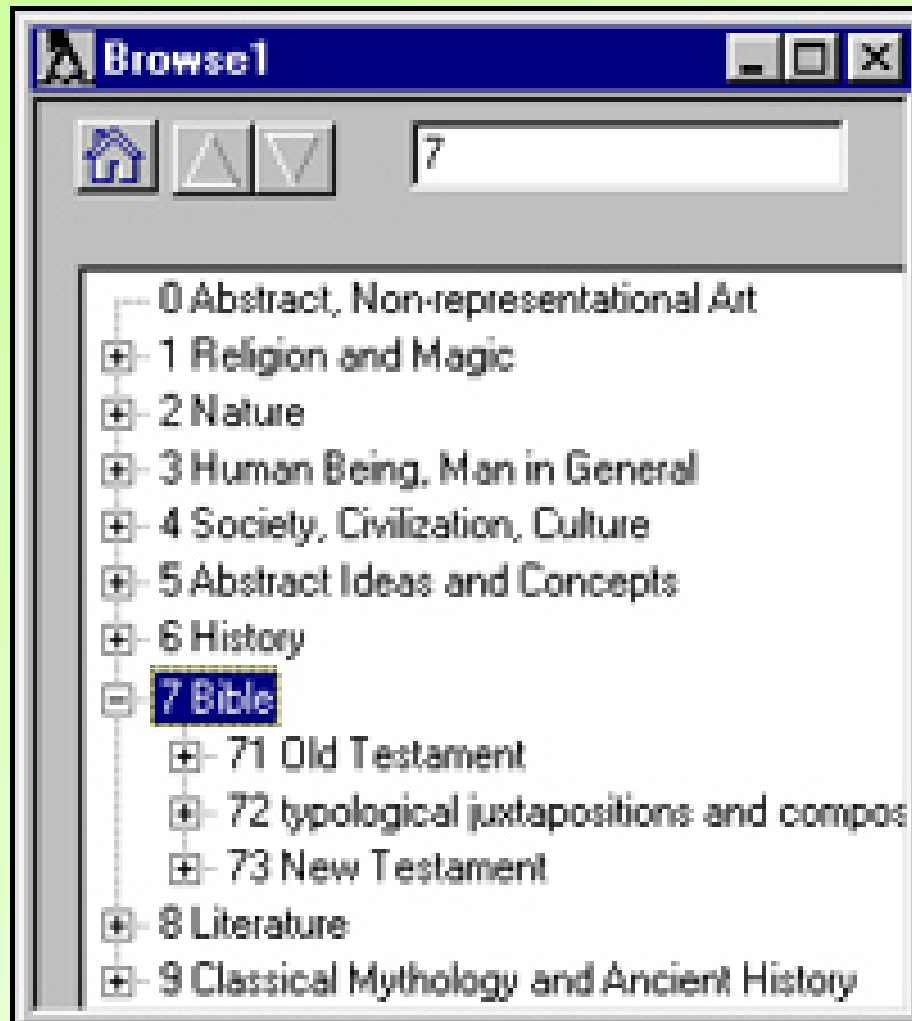 Browse1
7
0 Abstract, Non-representational Art
1 Religion and Magic
2 Nature
3 Human Being, Man in General
4 Society, Civilization, Culture
5 Abstract Ideas and Concepts
6 History
7 Bible
71 Old Testament
72 typological juxtapositions and compos
73 New Testament
8 Literature
9 Classical Mythology and Ancient History